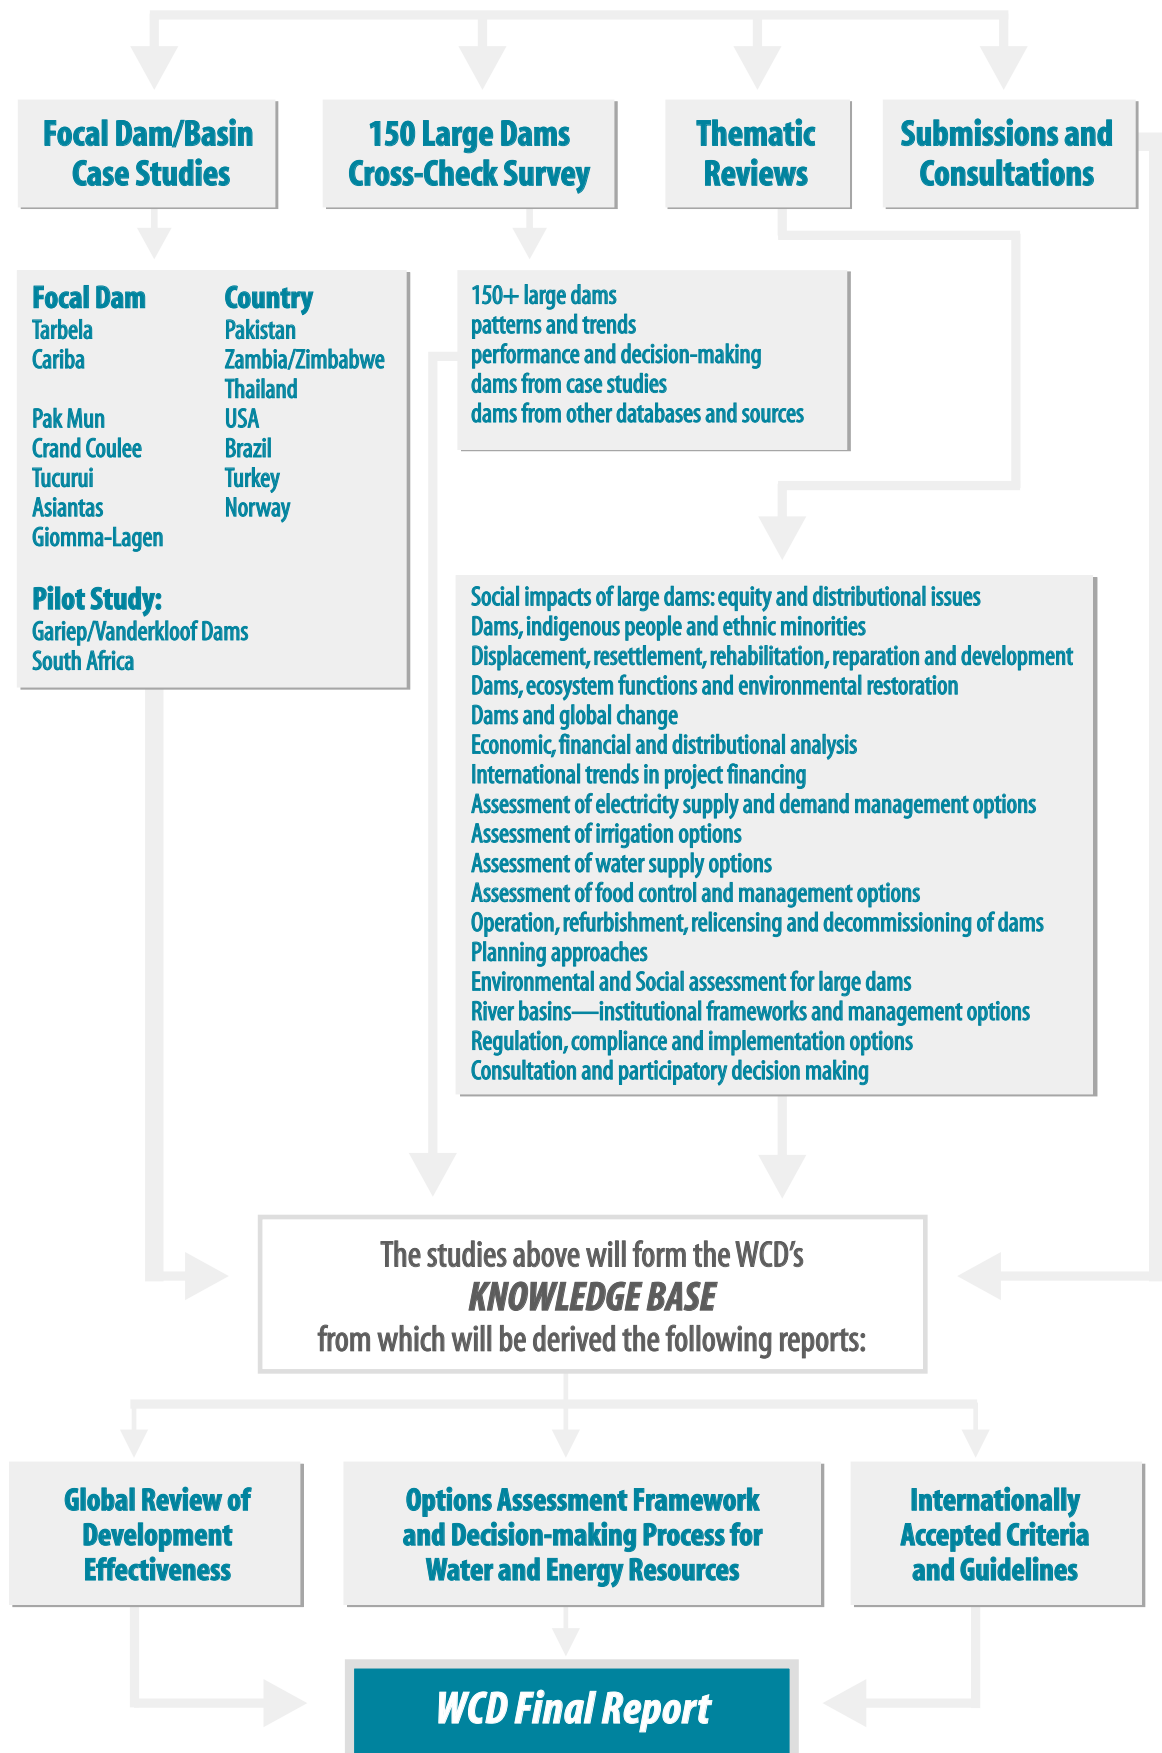 Focal Dam/Basin
Case Studies
150 Large Dams
Cross-Check Survey
Thematic
Reviews
Submissions and
Consultations
Focal Dam Country
Tarbela Pakistan
Cariba Zambia/Zimbabwe
Thailand
Pak Mun USA
Crand Coulee Brazil
Tucurui Turkey
Asiantas Norway
Giomma-Lagen
Pilot Study:
Gariep/Vanderkloof Dams
South Africa
150+ large dams
patterns and trends
performance and decision-making
dams from case studies
dams from other databases and sources
Social impacts of large dams: equity and distributional issues
Dams, indigenous people and ethnic minorities
Displacement, resettlement, rehabilitation, reparation and development
Dams, ecosystem functions and environmental restoration
Dams and global change
Economic, financial and distributional analysis
International trends in project financing
Assessment of electricity supply and demand management options
Assessment of irrigation options
Assessment of water supply options
Assessment of food control and management options
Operation, refurbishment, relicensing and decommissioning of dams
Planning approaches
Environmental and Social assessment for large dams
River basins—institutional frameworks and management options
Regulation, compliance and implementation options
Consultation and participatory decision making
The studies above will form the WCD's
KNOWLEDGE BASE
from which will be derived the following reports:
Global Review of
Development
Effectiveness
Options Assessment Framework
and Decision-making Process for
Water and Energy Resources
Internationally
Accepted Criteria
and Guidelines
WCD Final Report